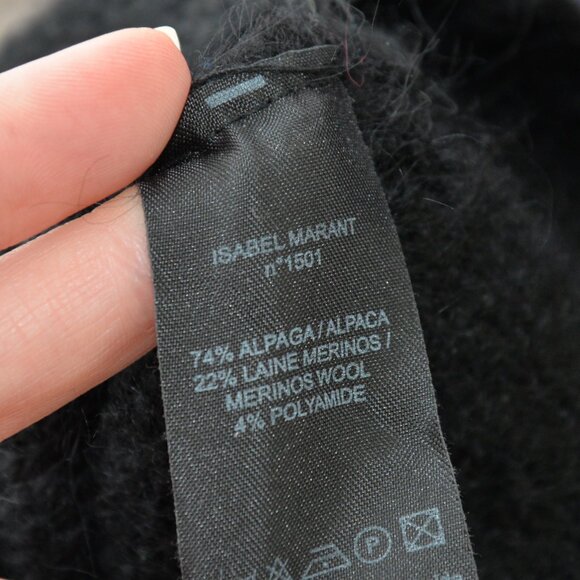 ISABEL MARANT
n°1501
74% ALPAGA / ALPACA
22% LAINE MERINOS /
MERINOS WOOL
4% POLYAMIDE
P